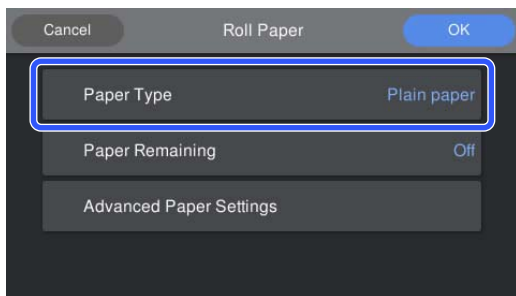 Cancel Roll Paper OK
Paper Type Plain paper
Paper Remaining Off
Advanced Paper Settings